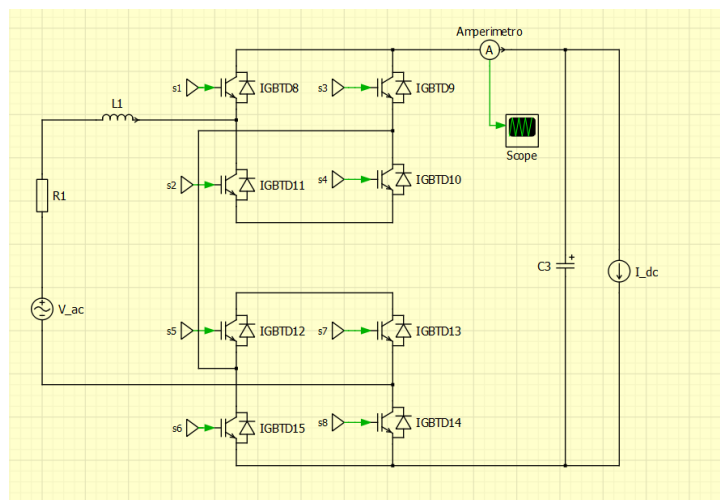 Amperimetro
A
s1
IGBTD8
s3
IGBTD9
L1
Scope
s2
IGBTD11
s4
IGBTD10
R1
C3
+
I_dc
+
V_ac
s5
IGBTD12
s7
IGBTD13
s6
IGBTD15
s8
IGBTD14